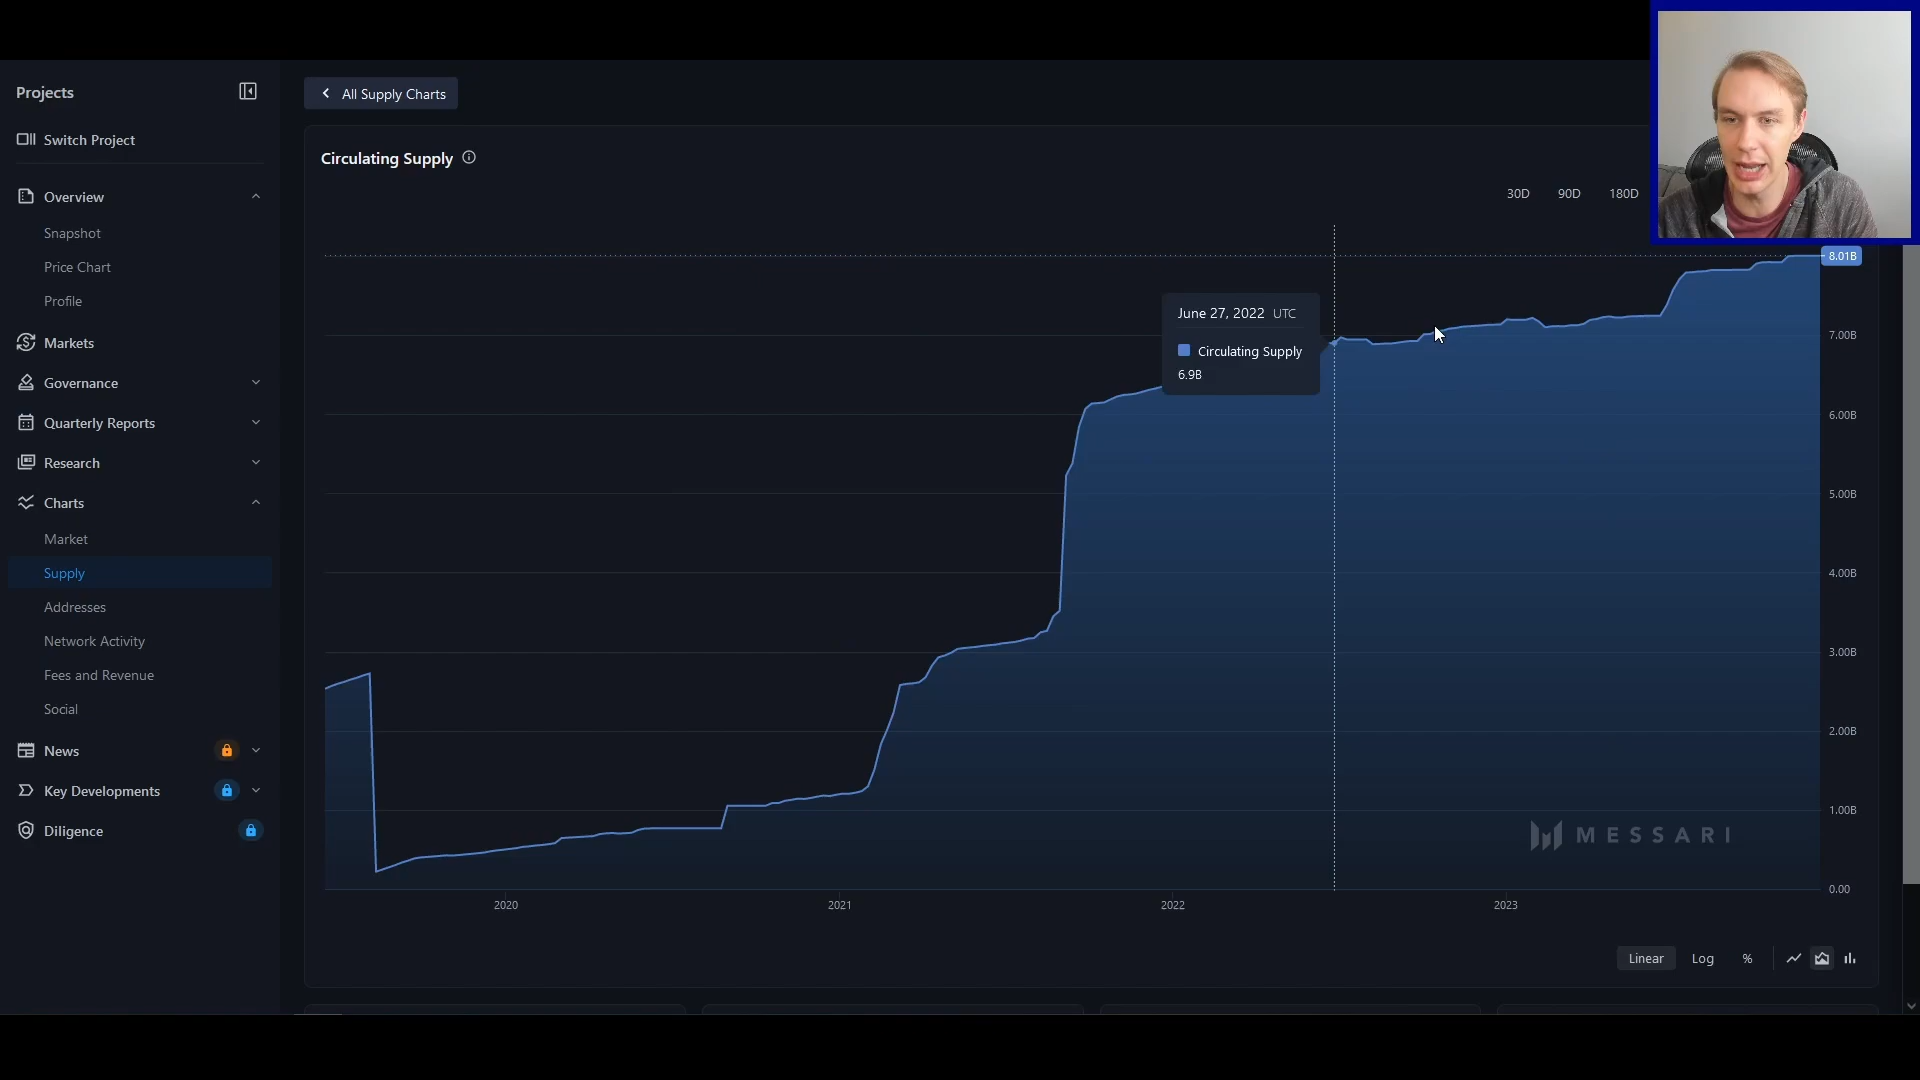 Projects
Switch Project
Overview
Snapshot
Price Chart
Profile
Markets
Governance
Quarterly Reports
Research
Charts
Market
Supply
Addresses
Network Activity
Fees and Revenue
Social
News
Key Developments
Diligence
All Supply Charts
Circulating Supply
30D 90D 180D
8.01B
June 27, 2022 UTC
Circulating Supply
6.9B
7.00B
6.00B
5.00B
4.00B
3.00B
2.00B
1.00B
0.00
MESSARI
2020 2021 2022 2023
Linear Log %